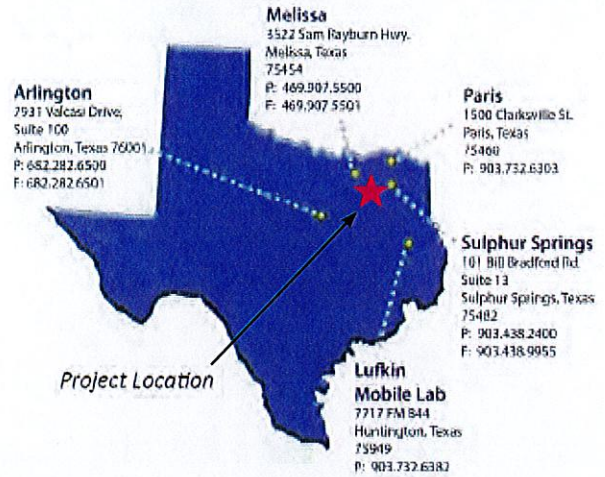 Melissa
3522 Sam Rayburn Hwy.
Melissa, Texas
75454
P: 469.907.5500
F: 469.907.5501
Arlington
7931 Valcasi Drive,
Suite 100
Arlington, Texas 76001
P: 682.282.6500
F: 682.282.6501
Paris
1500 Clarksville St.
Paris, Texas
75460
P: 903.732.6303
Sulphur Springs
101 Bill Bradford Rd.
Suite 13
Sulphur Springs, Texas
75482
P: 903.438.2400
F: 903.438.9955
Project Location
Lufkin
Mobile Lab
7717 FM 844
Huntington, Texas
75949
P: 903.732.6382